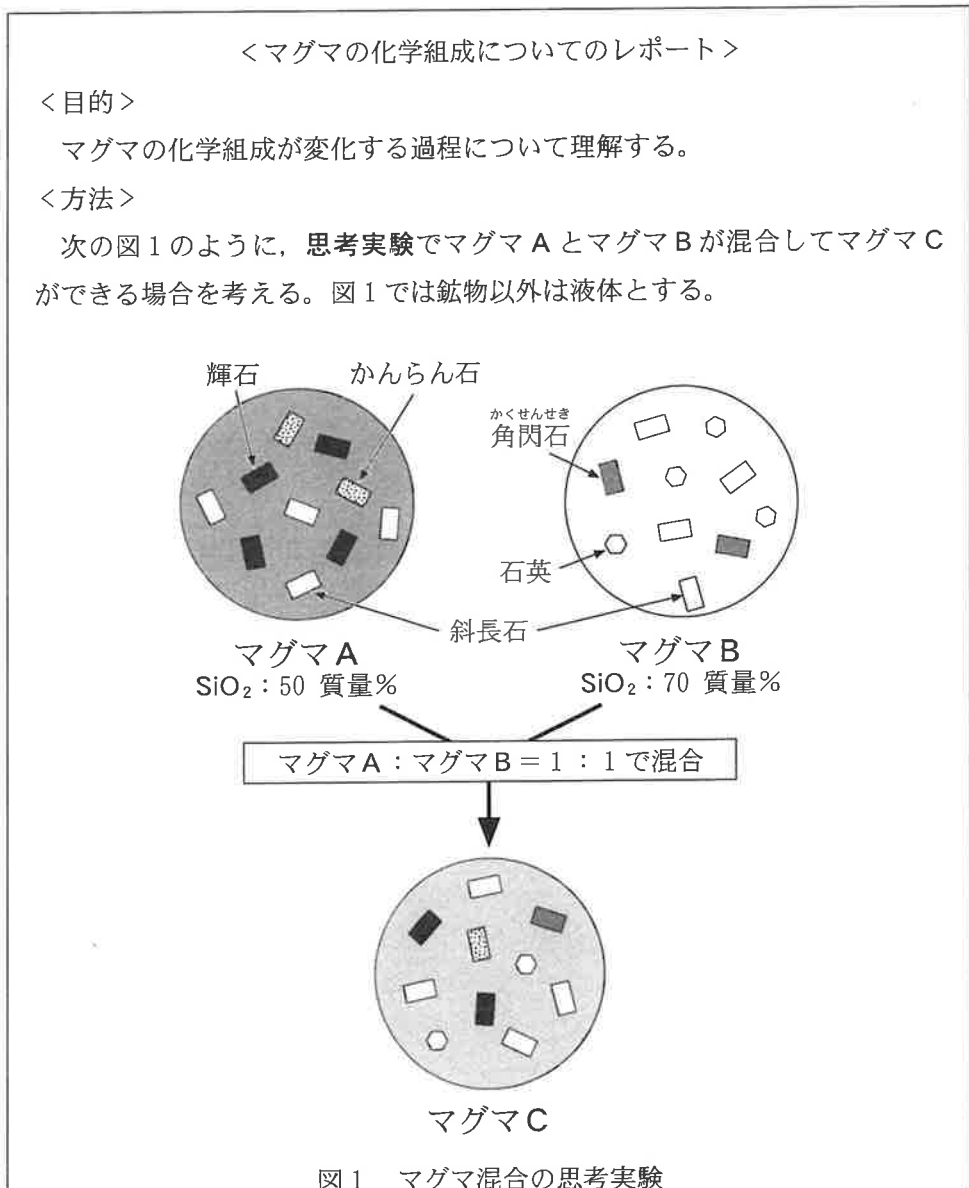 ＜マグマの化学組成についてのレポート＞
＜目的＞
マグマの化学組成が変化する過程について理解する。
＜方法＞
次の図1のように，思考実験でマグマAとマグマBが混合してマグマC
ができる場合を考える。図1では鉱物以外は液体とする。
輝石
かんらん石
かくせんせき
角閃石
石英
斜長石
マグマA
SiO₂：50 質量%
マグマB
SiO₂：70 質量%
マグマA：マグマB＝1：1で混合
マグマC
図1　マグマ混合の思考実験